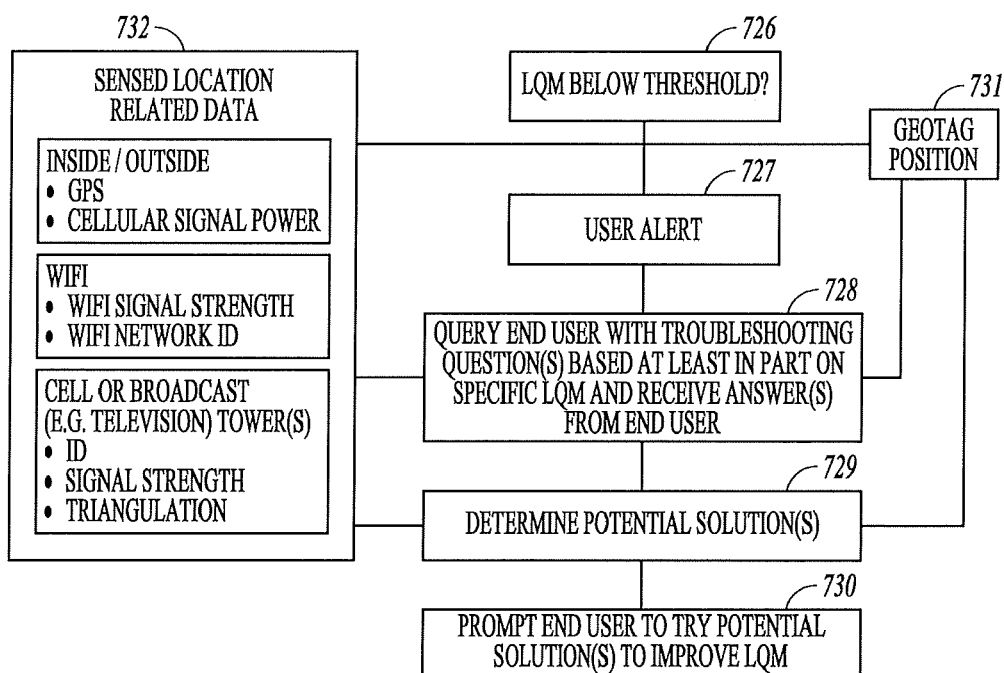 732
SENSED LOCATION
RELATED DATA
INSIDE / OUTSIDE
• GPS
• CELLULAR SIGNAL POWER
WIFI
• WIFI SIGNAL STRENGTH
• WIFI NETWORK ID
CELL OR BROADCAST
(E.G. TELEVISION) TOWER(S)
• ID
• SIGNAL STRENGTH
• TRIANGULATION
726
LQM BELOW THRESHOLD?
731
GEOTAG
POSITION
727
USER ALERT
728
QUERY END USER WITH TROUBLESHOOTING
QUESTION(S) BASED AT LEAST IN PART ON
SPECIFIC LQM AND RECEIVE ANSWER(S)
FROM END USER
729
DETERMINE POTENTIAL SOLUTION(S)
730
PROMPT END USER TO TRY POTENTIAL
SOLUTION(S) TO IMPROVE LQM